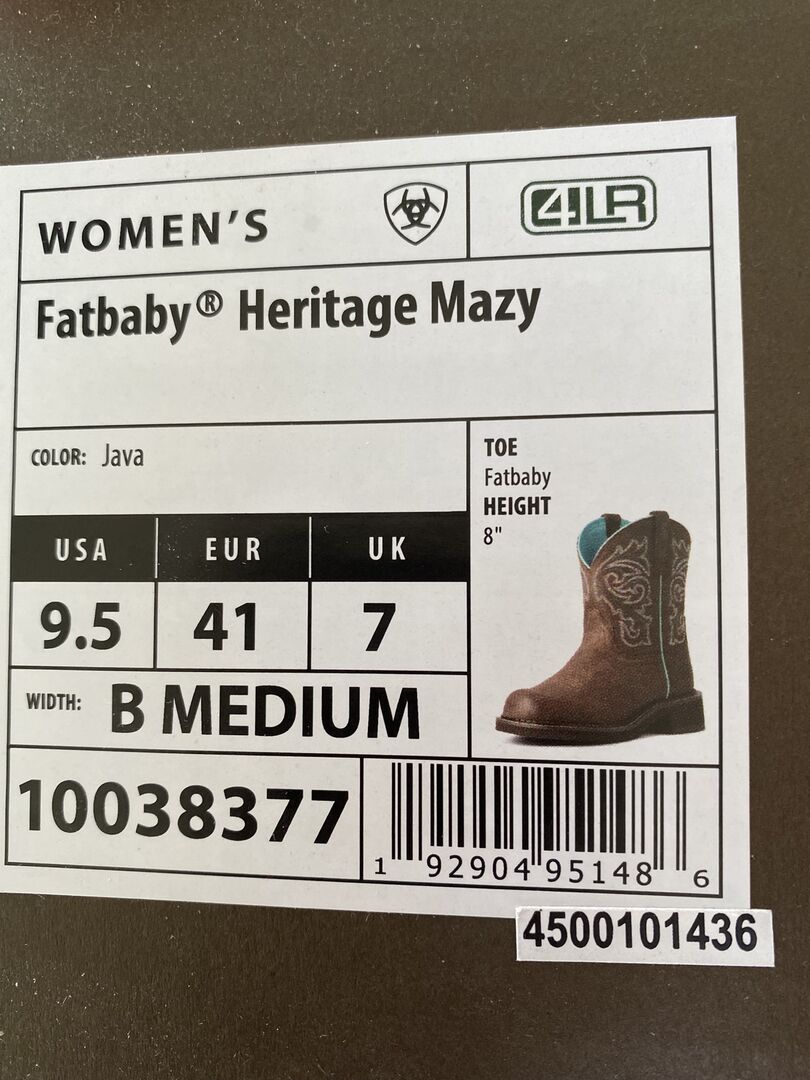 WOMEN'S
4LR
Fatbaby® Heritage Mazy
COLOR: Java
TOE
Fatbaby
HEIGHT
8"
USA EUR UK
9.5 41 7
WIDTH: B MEDIUM
10038377
1 92904 95148 6
4500101436